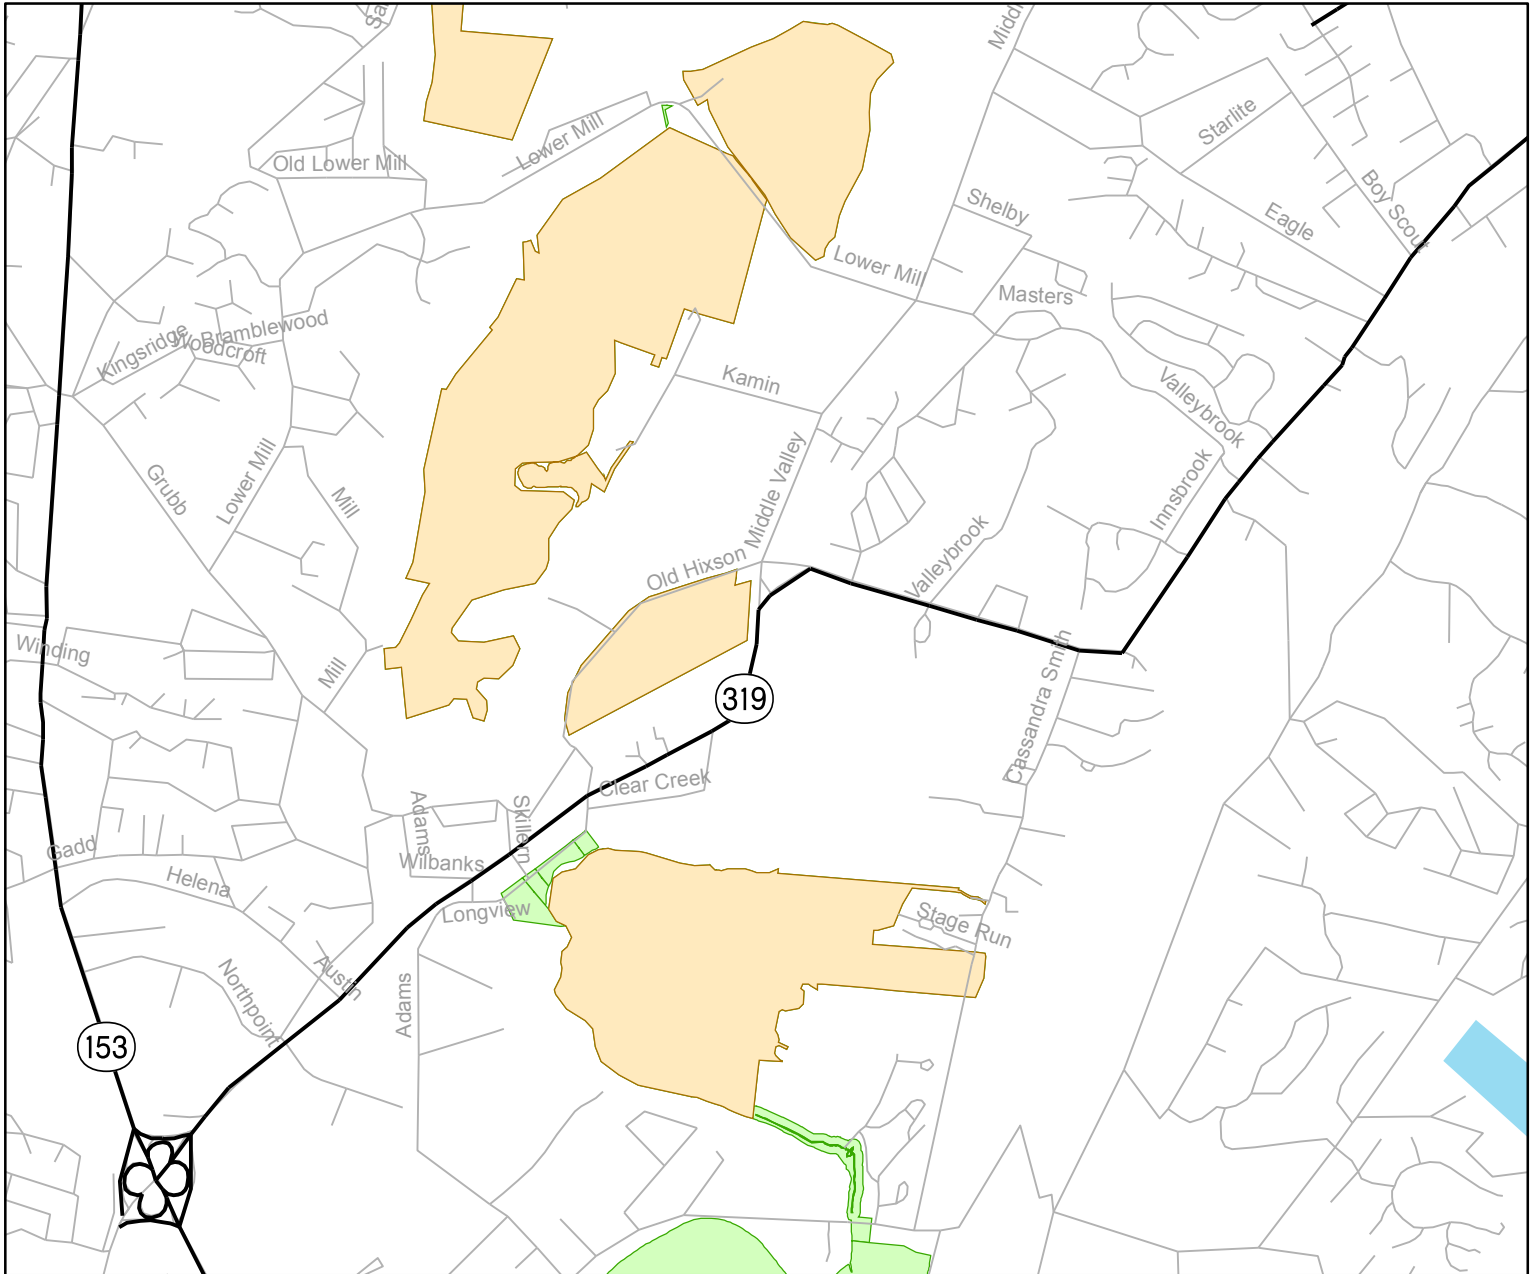 Middl
Starlite
Lower Mill
Old Lower Mill
Boy Scout
Shelby
Eagle
Lower Mill
Masters
Bramblewood
Kingsridge
Woodcroft
Kamin
Valleybrook
Grubb
Lower Mill
Mill
Middle Valley
Innsbrook
Old Hixson
Valleybrook
Winding
Mill
319
Cassandra Smith
Clear Creek
Adams
Skillern
Gadd
Wilbanks
Helena
Longview
Stage Run
Northpoint
Austin
Adams
153